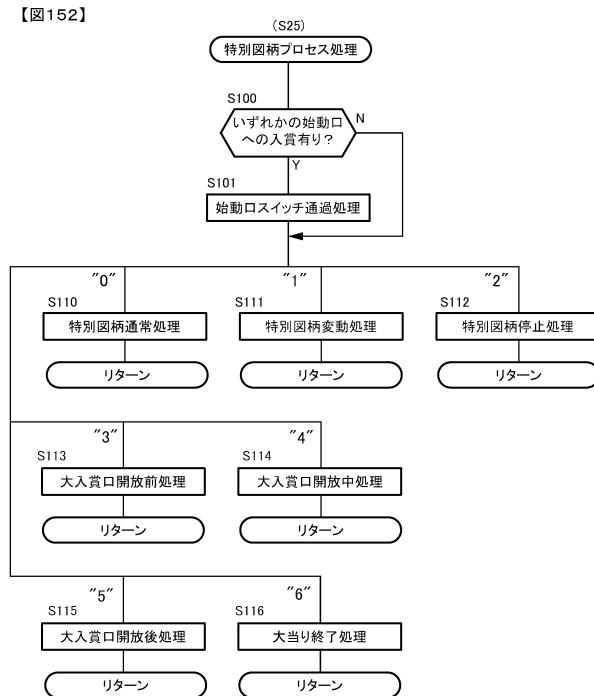 【図152】
(S25)
特別図柄プロセス処理
S100
いずれかの始動口
への入賞有り？
N
Y
S101
始動口スイッチ通過処理
"0"
"1"
"2"
S110
S111
S112
特別図柄通常処理
特別図柄変動処理
特別図柄停止処理
リターン
リターン
リターン
"3"
"4"
S113
S114
大入賞口開放前処理
大入賞口開放中処理
リターン
リターン
"5"
"6"
S115
S116
大入賞口開放後処理
大当り終了処理
リターン
リターン